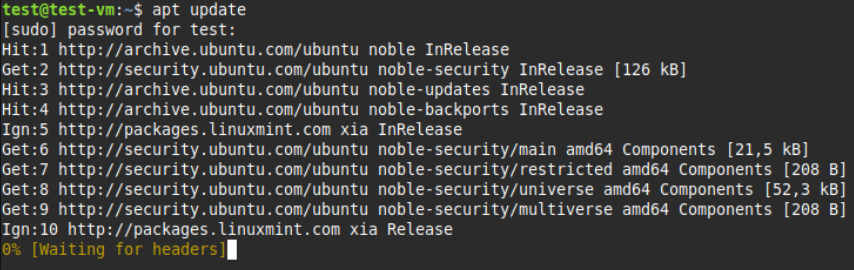 test@test-vm:~$ apt update
[sudo] password for test:
Hit:1 http://archive.ubuntu.com/ubuntu noble InRelease
Get:2 http://security.ubuntu.com/ubuntu noble-security InRelease [126 kB]
Hit:3 http://archive.ubuntu.com/ubuntu noble-updates InRelease
Hit:4 http://archive.ubuntu.com/ubuntu noble-backports InRelease
Ign:5 http://packages.linuxmint.com xia InRelease
Get:6 http://security.ubuntu.com/ubuntu noble-security/main amd64 Components [21,5 kB]
Get:7 http://security.ubuntu.com/ubuntu noble-security/restricted amd64 Components [208 B]
Get:8 http://security.ubuntu.com/ubuntu noble-security/universe amd64 Components [52,3 kB]
Get:9 http://security.ubuntu.com/ubuntu noble-security/multiverse amd64 Components [208 B]
Ign:10 http://packages.linuxmint.com xia Release
0% [Waiting for headers]